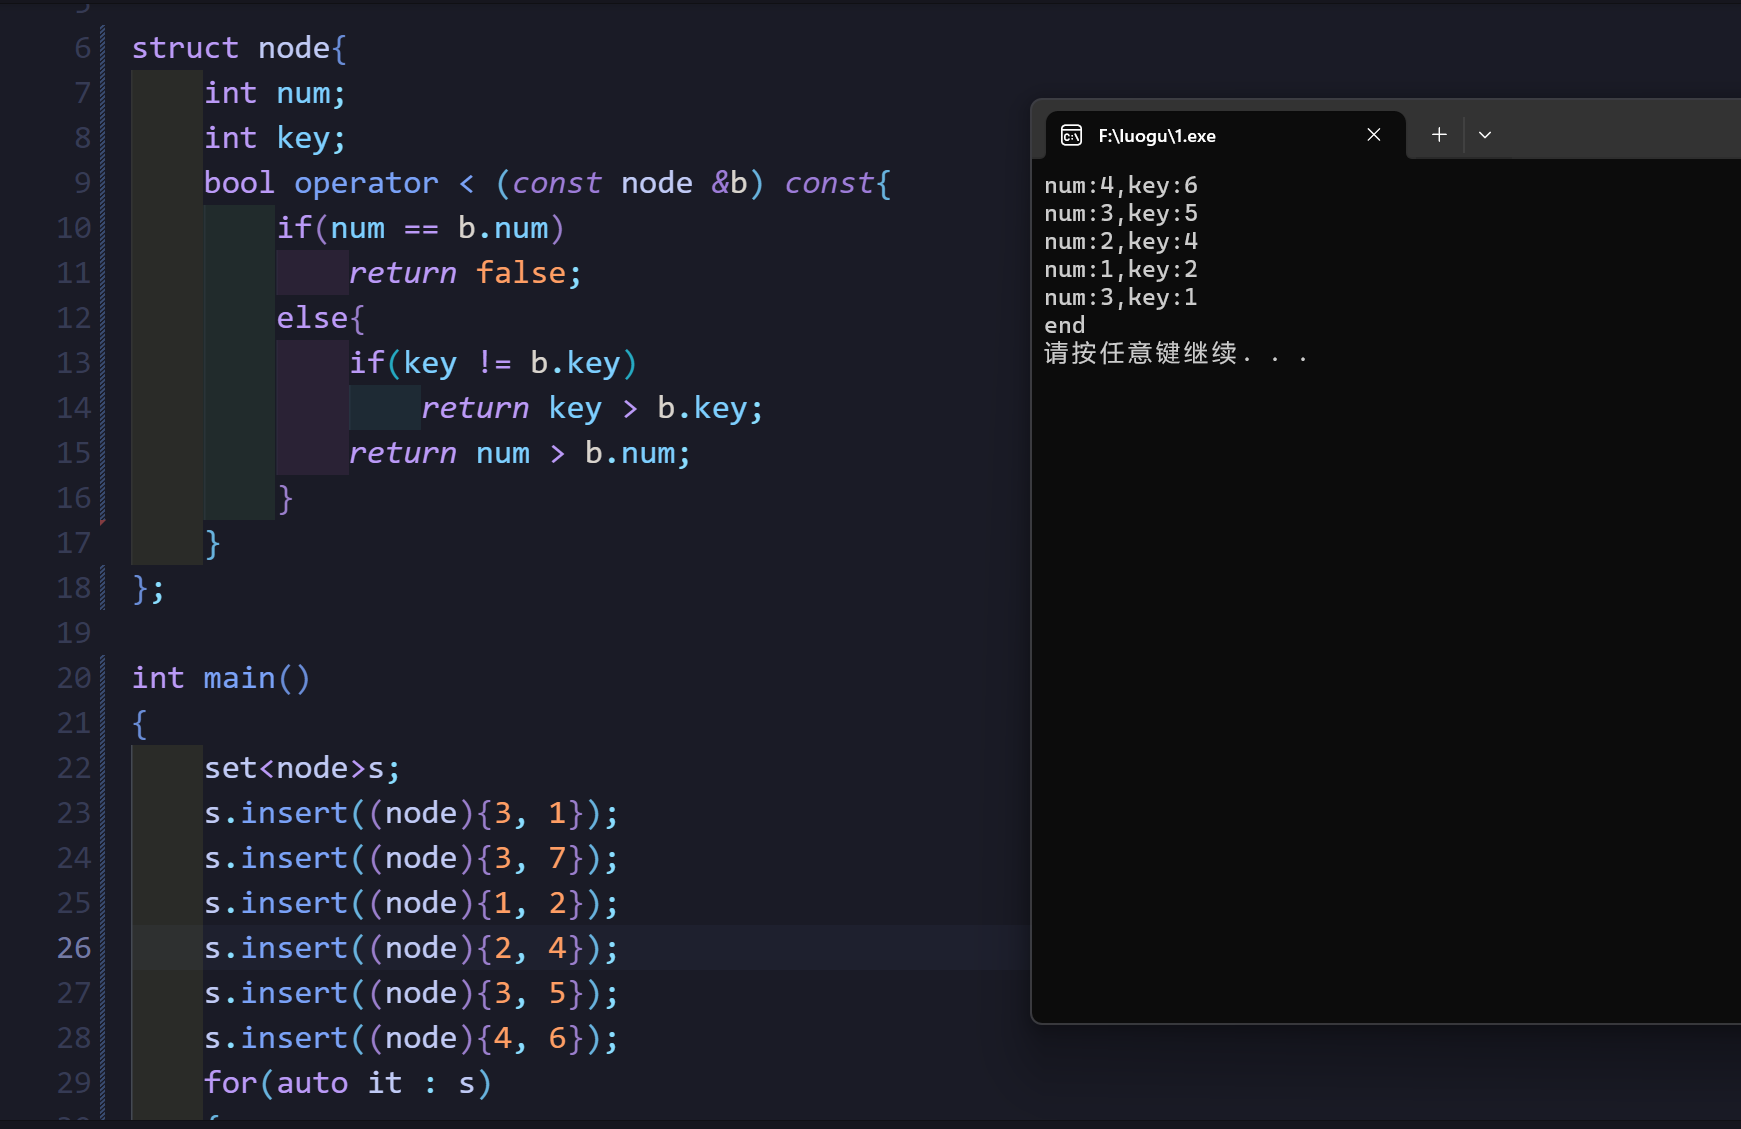 6 struct node{
7 int num;
8 int key;
9 bool operator < (const node &b) const{
10 if(num == b.num)
11 return false;
12 else{
13 if(key != b.key)
14 return key > b.key;
15 return num > b.num;
16 }
17 }
18 };
19
20 int main()
21 {
22 set<node>s;
23 s.insert((node){3, 1});
24 s.insert((node){3, 7});
25 s.insert((node){1, 2});
26 s.insert((node){2, 4});
27 s.insert((node){3, 5});
28 s.insert((node){4, 6});
29 for(auto it : s)
F:\luogu\1.exe
num:4,key:6
num:3,key:5
num:2,key:4
num:1,key:2
num:3,key:1
end
请按任意键继续. . .